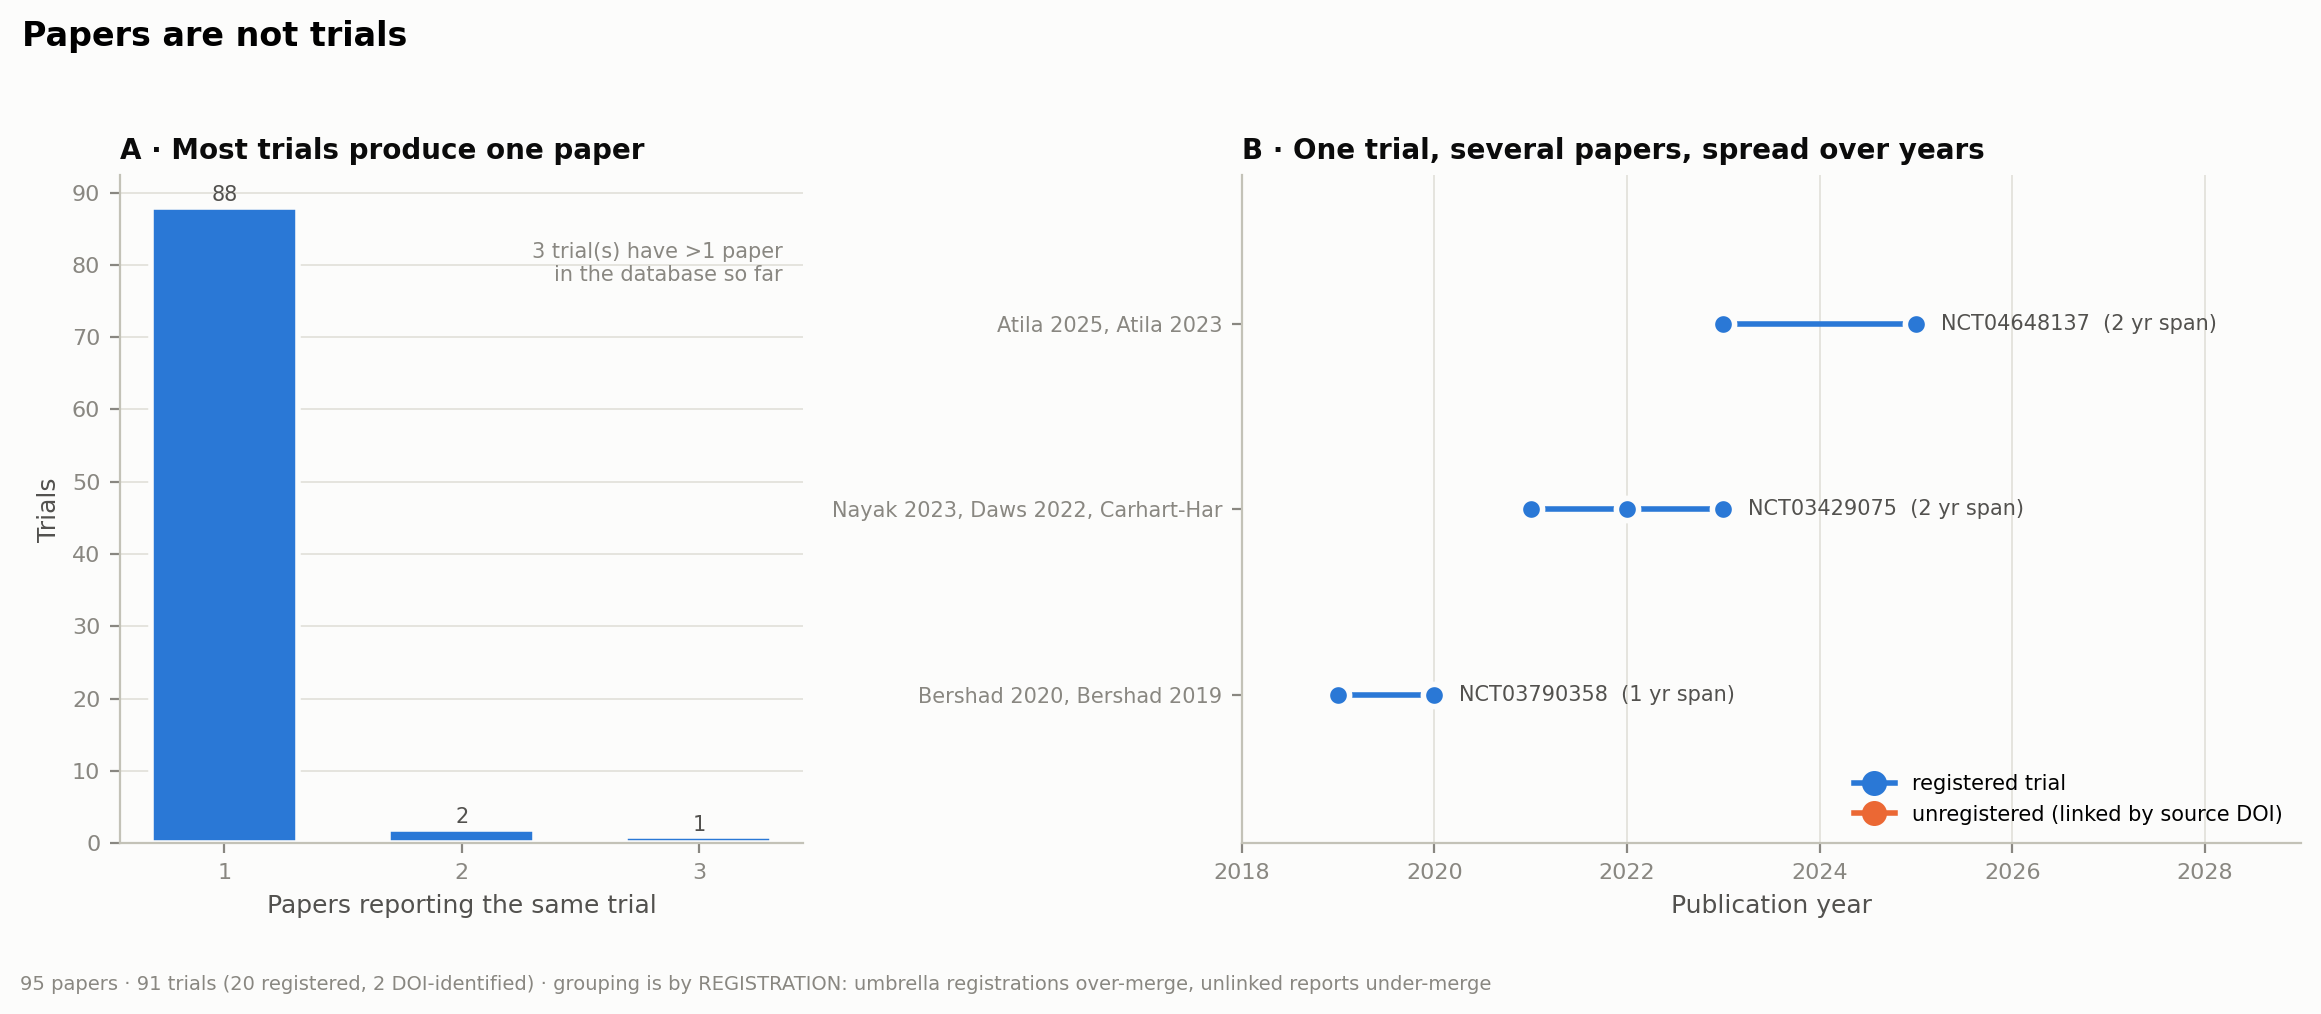 Papers are not trials
A · Most trials produce one paper
90
80
70
60
50
40
30
20
10
0
Trials
88
2
1
3 trial(s) have >1 paper
in the database so far
1
2
3
Papers reporting the same trial
B · One trial, several papers, spread over years
Atila 2025, Atila 2023
NCT04648137 (2 yr span)
Nayak 2023, Daws 2022, Carhart-Har
NCT03429075 (2 yr span)
Bershad 2020, Bershad 2019
NCT03790358 (1 yr span)
registered trial
unregistered (linked by source DOI)
2018
2020
2022
2024
2026
2028
Publication year
95 papers · 91 trials (20 registered, 2 DOI-identified) · grouping is by REGISTRATION: umbrella registrations over-merge, unlinked reports under-merge